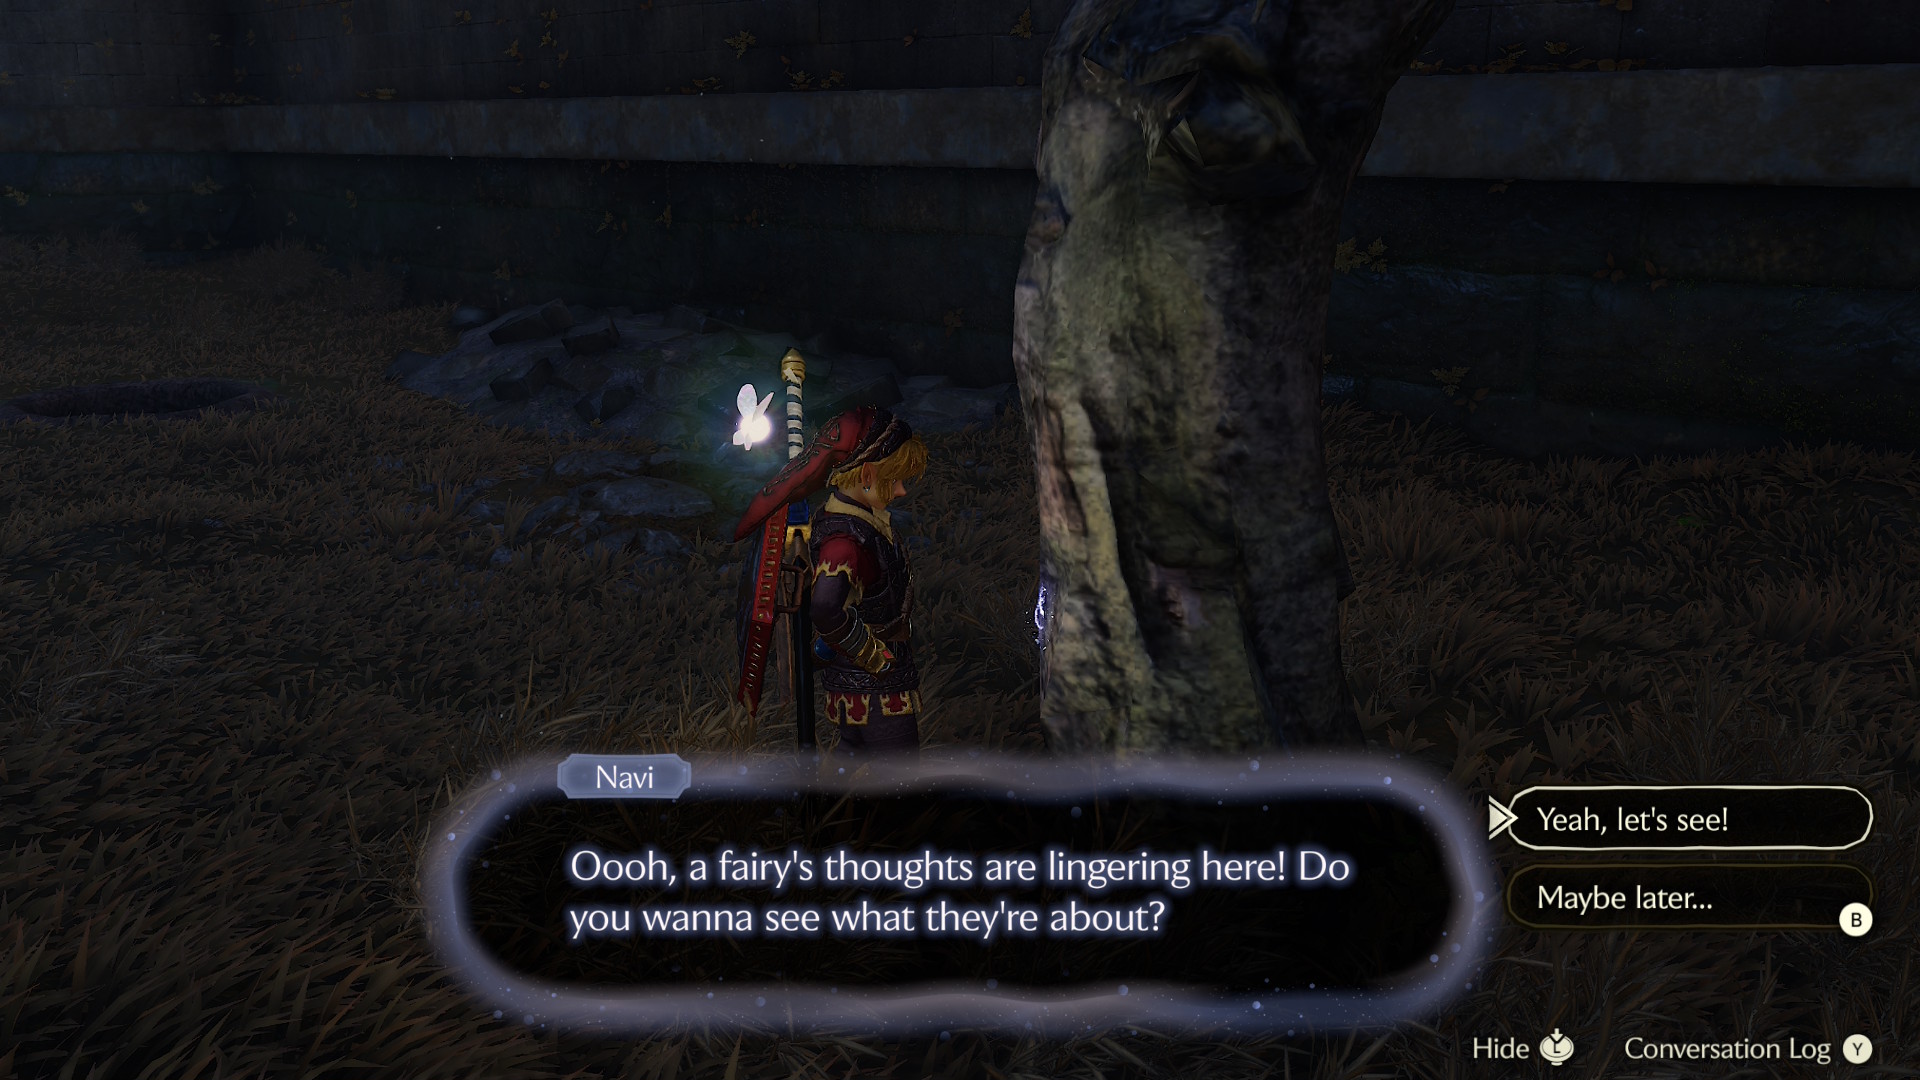 Navi
Oooh, a fairy's thoughts are lingering here! Do
you wanna see what they're about?
Yeah, let's see!
Maybe later...
B
Hide L
Conversation Log Y